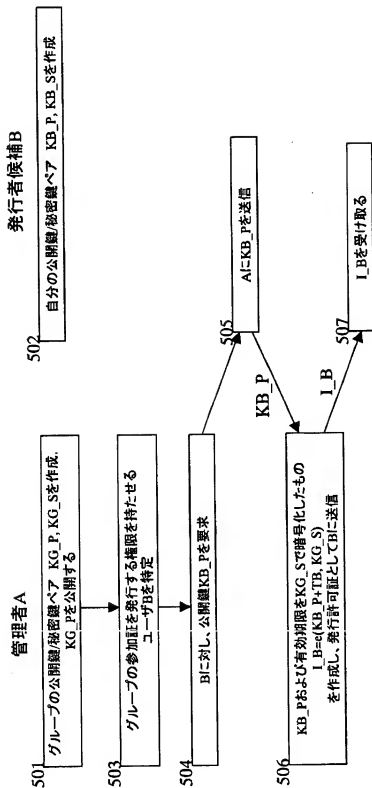 管理者A
発行者候補B
501
グループの公開鍵/秘密鍵ペア KG_P, KG_Sを作成.
KG_Pを公開する
502
自分の公開鍵/秘密鍵ペア KB_P, KB_Sを作成
503
グループの参加証を発行する権限を持たせる
ユーザBを特定
504
Bに対し、公開鍵KB_Pを要求
505
AにKB_Pを送信
KB_P
506
KB_Pおよび有効期限をKG_Sで暗号化したもの
I_B=e(KB_P+TB, KG_S)
を作成し、発行許可証としてBに送信
I_B
507
I_Bを受け取る